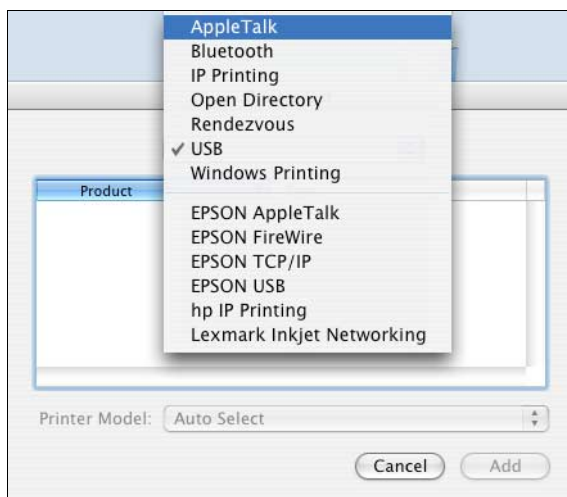 AppleTalk
Bluetooth
IP Printing
Open Directory
Rendezvous
✓ USB
Windows Printing
Product
EPSON AppleTalk
EPSON FireWire
EPSON TCP/IP
EPSON USB
hp IP Printing
Lexmark Inkjet Networking
Printer Model: Auto Select
Cancel Add